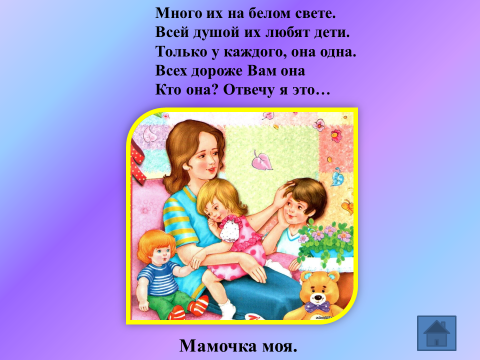 Много их на белом свете.
Всей душой их любят дети.
Только у каждого, она одна.
Всех дороже Вам она
Кто она? Отвечу я это…
Мамочка моя.